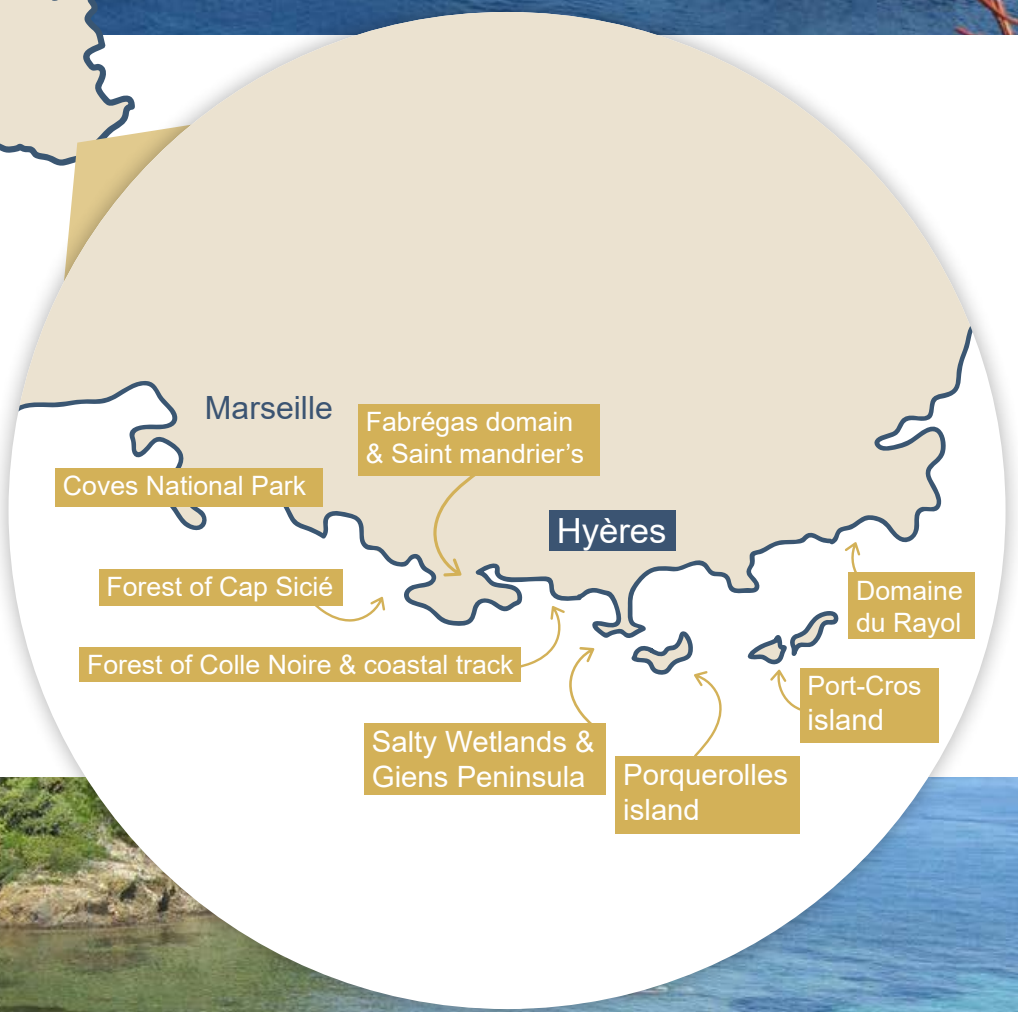 Marseille
Fabrégas domain
& Saint mandrier's
Coves National Park
Hyères
Forest of Cap Sicié
Domaine
du Rayol
Forest of Colle Noire & coastal track
Port-Cros
island
Salty Wetlands &
Giens Peninsula
Porquerolles
island